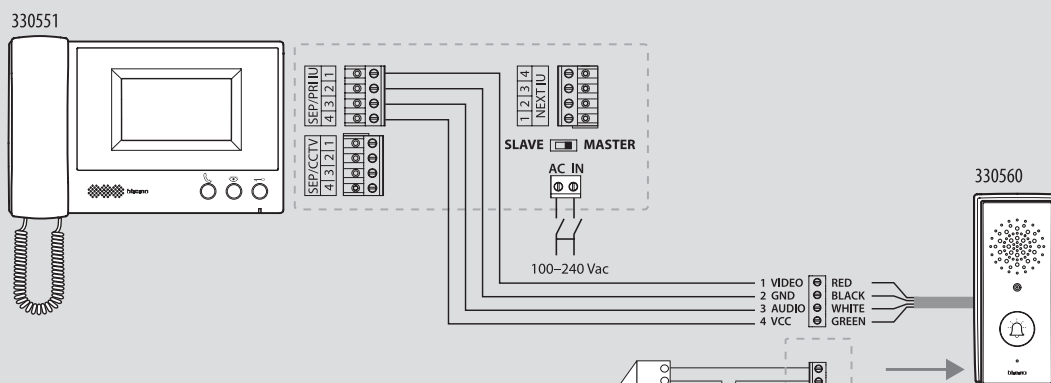 330551
SEP/PRI IU
1 2 3 4
SEP/CCTV
1 2 3 4
1 2 3 4
NEXT IU
SLAVE MASTER
AC IN
100–240 Vac
bticino
330560
1 VIDEO RED
2 GND BLACK
3 AUDIO WHITE
4 VCC GREEN
bticino